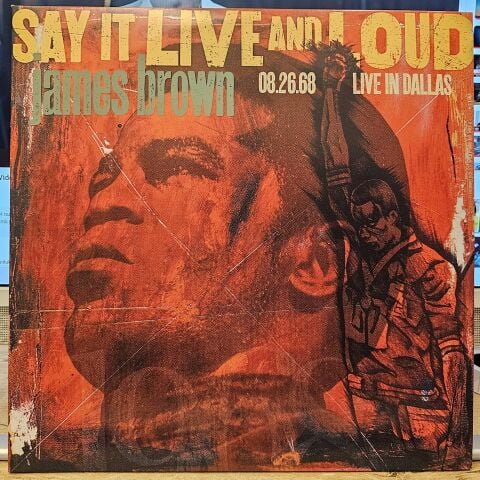 SAY IT LIVE AND LOUD
james brown
08.26.68 LIVE IN DALLAS